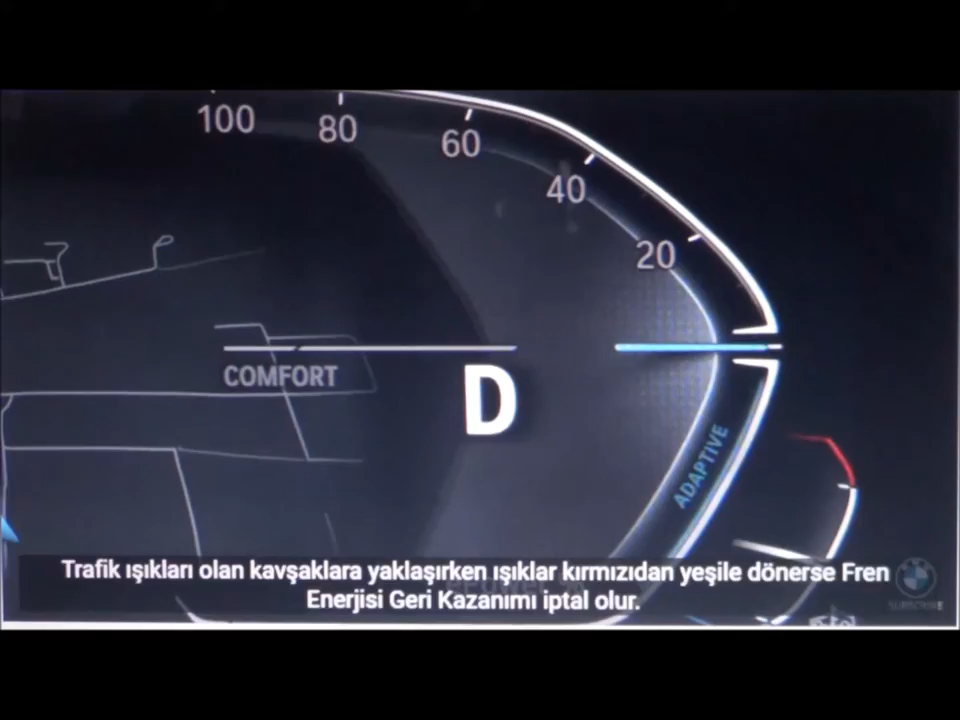 100
80
60
40
20
COMFORT
D
ADAPTIVE
Trafik ışıkları olan kavşaklara yaklaşırken ışıklar kırmızıdan yeşile dönerse Fren
Enerjisi Geri Kazanımı iptal olur.
SUBSCRIBE